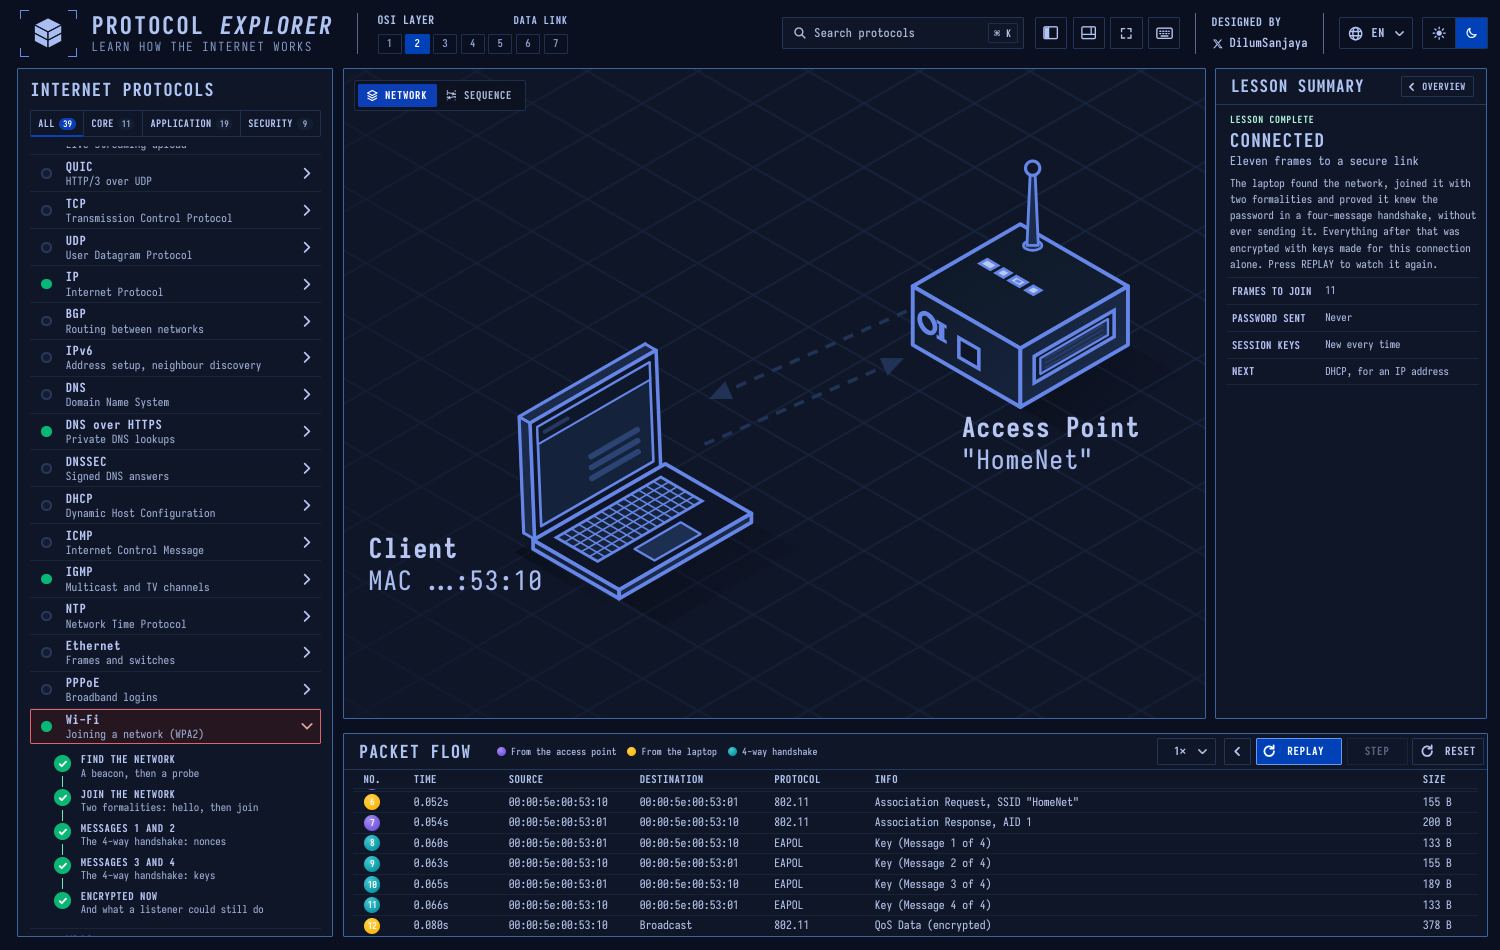 PROTOCOL EXPLORER
LEARN HOW THE INTERNET WORKS
OSI LAYER DATA LINK
1 2 3 4 5 6 7
Search protocols ⌘ K
DESIGNED BY
DilumSanjaya
EN
INTERNET PROTOCOLS
ALL 39 CORE 11 APPLICATION 19 SECURITY 9
QUIC
HTTP/3 over UDP
TCP
Transmission Control Protocol
UDP
User Datagram Protocol
IP
Internet Protocol
BGP
Routing between networks
IPv6
Address setup, neighbour discovery
DNS
Domain Name System
DNS over HTTPS
Private DNS lookups
DNSSEC
Signed DNS answers
DHCP
Dynamic Host Configuration
ICMP
Internet Control Message
IGMP
Multicast and TV channels
NTP
Network Time Protocol
Ethernet
Frames and switches
PPPoE
Broadband logins
Wi-Fi
Joining a network (WPA2)
FIND THE NETWORK
A beacon, then a probe
JOIN THE NETWORK
Two formalities: hello, then join
MESSAGES 1 AND 2
The 4-way handshake: nonces
MESSAGES 3 AND 4
The 4-way handshake: keys
ENCRYPTED NOW
And what a listener could still do
NETWORK SEQUENCE
Access Point
"HomeNet"
Client
MAC ...:53:10
LESSON SUMMARY OVERVIEW
LESSON COMPLETE
CONNECTED
Eleven frames to a secure link
The laptop found the network, joined it with
two formalities and proved it knew the
password in a four-message handshake, without
ever sending it. Everything after that was
encrypted with keys made for this connection
alone. Press REPLAY to watch it again.
FRAMES TO JOIN 11
PASSWORD SENT Never
SESSION KEYS New every time
NEXT DHCP, for an IP address
PACKET FLOW From the access point From the laptop 4-way handshake 1× REPLAY STEP RESET
NO. TIME SOURCE DESTINATION PROTOCOL INFO SIZE
6 0.052s 00:00:5e:00:53:10 00:00:5e:00:53:01 802.11 Association Request, SSID "HomeNet" 155 B
7 0.054s 00:00:5e:00:53:01 00:00:5e:00:53:10 802.11 Association Response, AID 1 200 B
8 0.060s 00:00:5e:00:53:01 00:00:5e:00:53:10 EAPOL Key (Message 1 of 4) 133 B
9 0.063s 00:00:5e:00:53:10 00:00:5e:00:53:01 EAPOL Key (Message 2 of 4) 155 B
10 0.065s 00:00:5e:00:53:01 00:00:5e:00:53:10 EAPOL Key (Message 3 of 4) 189 B
11 0.066s 00:00:5e:00:53:10 00:00:5e:00:53:01 EAPOL Key (Message 4 of 4) 133 B
12 0.080s 00:00:5e:00:53:10 Broadcast 802.11 QoS Data (encrypted) 378 B